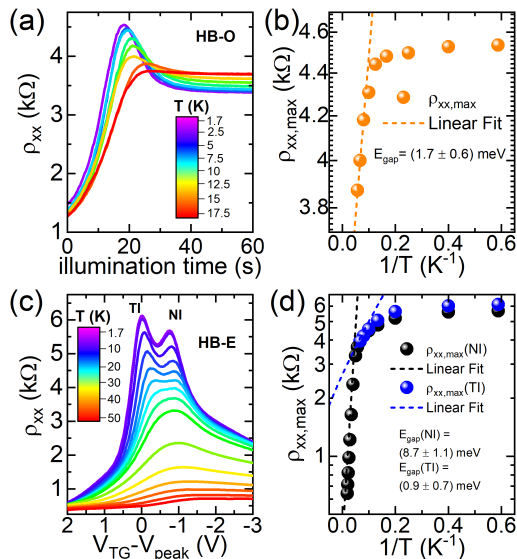 (a)
HB-O
ρxx (kΩ)
4
3
2
1
T (K)
1.7
5
7.5
10
12.5
15
17.5
0
20
40
60
illumination time (s)
(b)
ρxx,max (kΩ)
4.6
4.4
4.2
4
3.8
ρxx,max
Linear Fit
Egap= (1.7 ± 0.6) meV
0.0
0.2
0.4
0.6
1/T (K⁻¹)
(c)
TI
NI
HB-E
T (K)
1.7
10
20
30
40
50
ρxx (kΩ)
7
6
5
4
3
2
1
2
1
0
-1
-2
-3
VTG-Vpeak (V)
(d)
ρxx,max (kΩ)
6
5
4
3
2
1
ρxx,max(NI)
Linear Fit
ρxx,max(TI)
Linear Fit
Egap(NI) =
(8.7 ± 1.1) meV
Egap(TI) =
(0.9 ± 0.7) meV
0.0
0.2
0.4
0.6
1/T (K⁻¹)